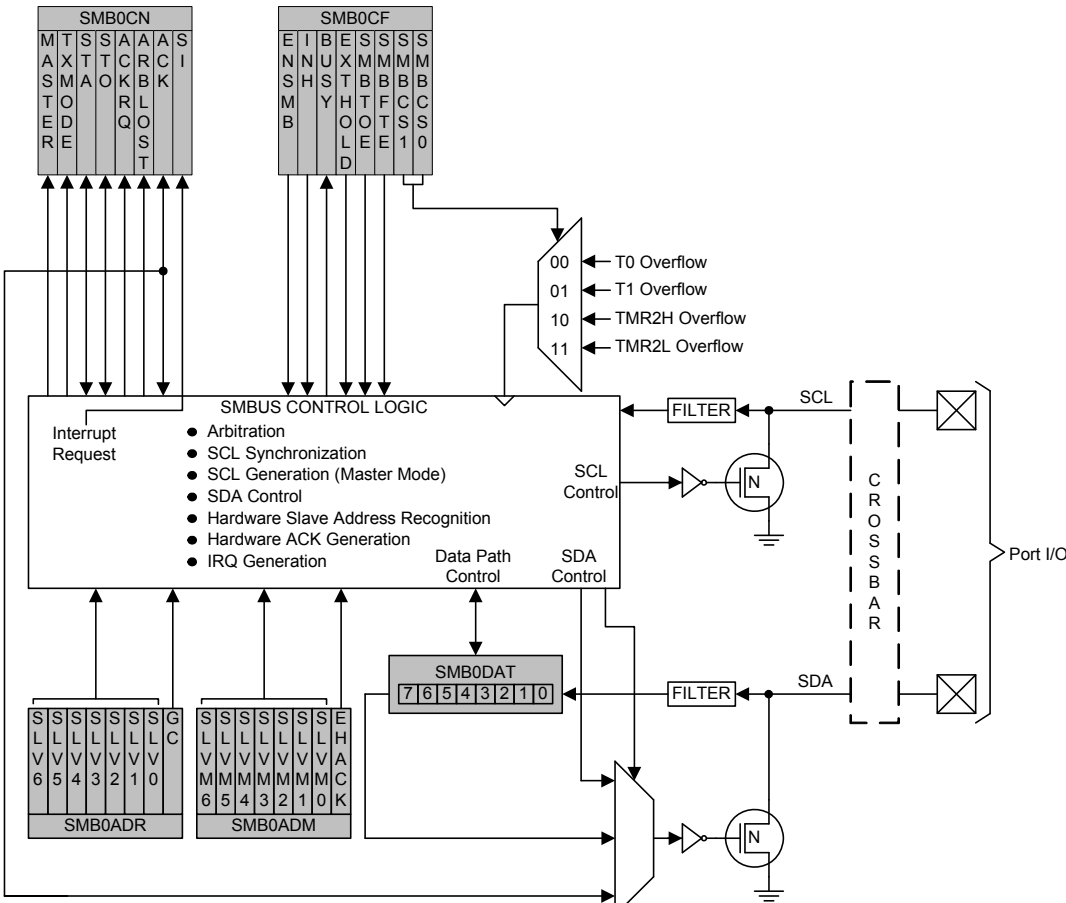 SMB0CN
MASTER
TXMODE
STA
STO
ACKRQ
ARBLOST
ACK
SI
SMB0CF
ENSMB
INH
BUSY
EXTHOLD
SMBTOE
SMBFTE
SMBCS1
SMBCS0
00
T0 Overflow
01
T1 Overflow
10
TMR2H Overflow
11
TMR2L Overflow
SMBUS CONTROL LOGIC
Interrupt
Request
● Arbitration
● SCL Synchronization
● SCL Generation (Master Mode)
● SDA Control
● Hardware Slave Address Recognition
● Hardware ACK Generation
● IRQ Generation
Data Path
Control
SCL
Control
SDA
Control
FILTER
SCL
N
CROSSBAR
Port I/O
SMB0DAT
7 6 5 4 3 2 1 0
FILTER
SDA
N
SLV6
SLV5
SLV4
SLV3
SLV2
SLV1
SLV0
GC
SMB0ADR
SLVM6
SLVM5
SLVM4
SLVM3
SLVM2
SLVM1
SLVM0
EHACK
SMB0ADM